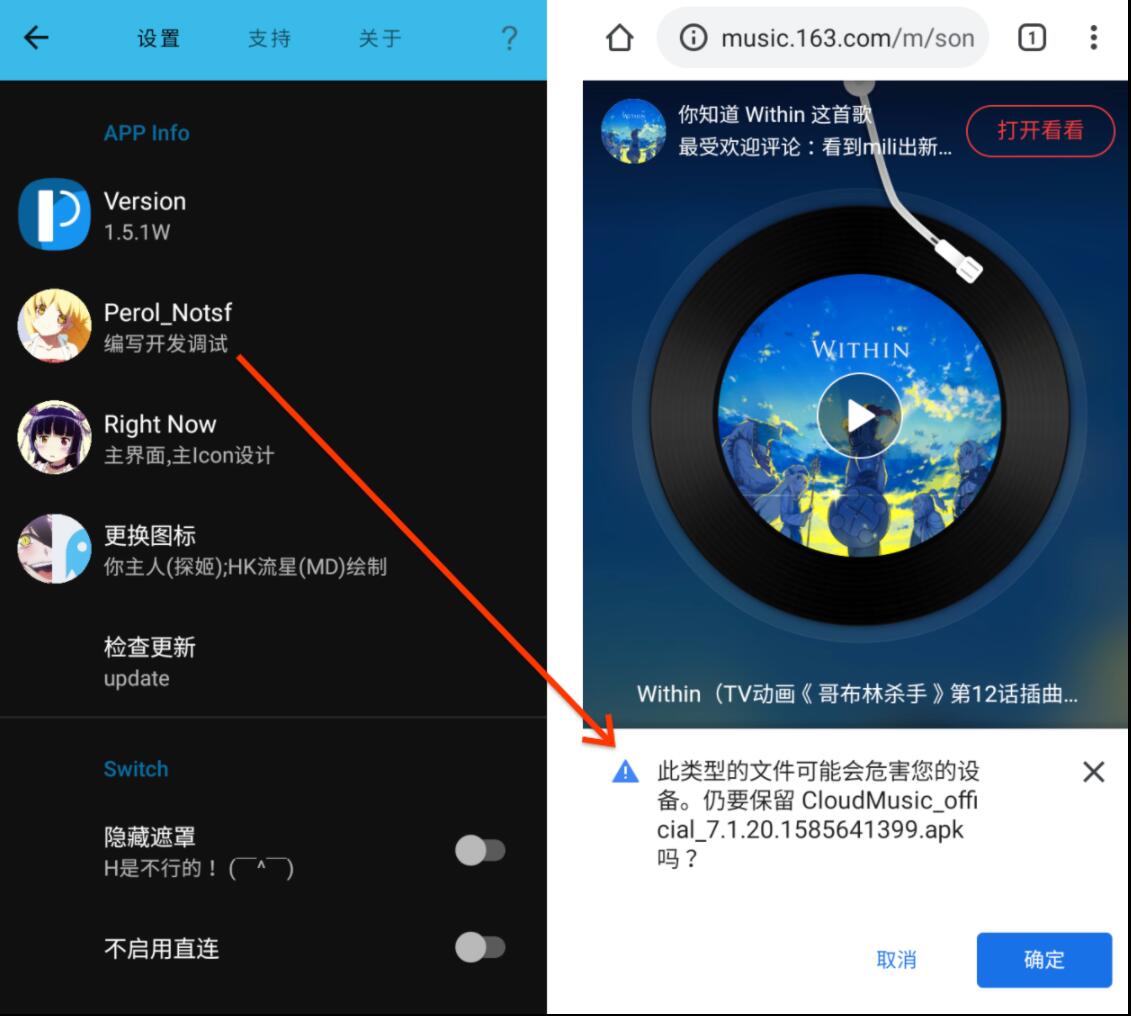 设置
支持
关于
?
APP Info
Version
1.5.1W
Perol_Notsf
编写开发调试
Right Now
主界面,主Icon设计
更换图标
你主人(探姬);HK流星(MD)绘制
检查更新
update
Switch
隐藏遮罩
H是不行的！(￣^￣)
不启用直连
music.163.com/m/son
1
你知道 Within 这首歌
最受欢迎评论：看到mili出新...
打开看看
WITHIN
Within（TV动画《哥布林杀手》第12话插曲...
此类型的文件可能会危害您的设
备。仍要保留 CloudMusic_offi
cial_7.1.20.1585641399.apk
吗？
取消
确定